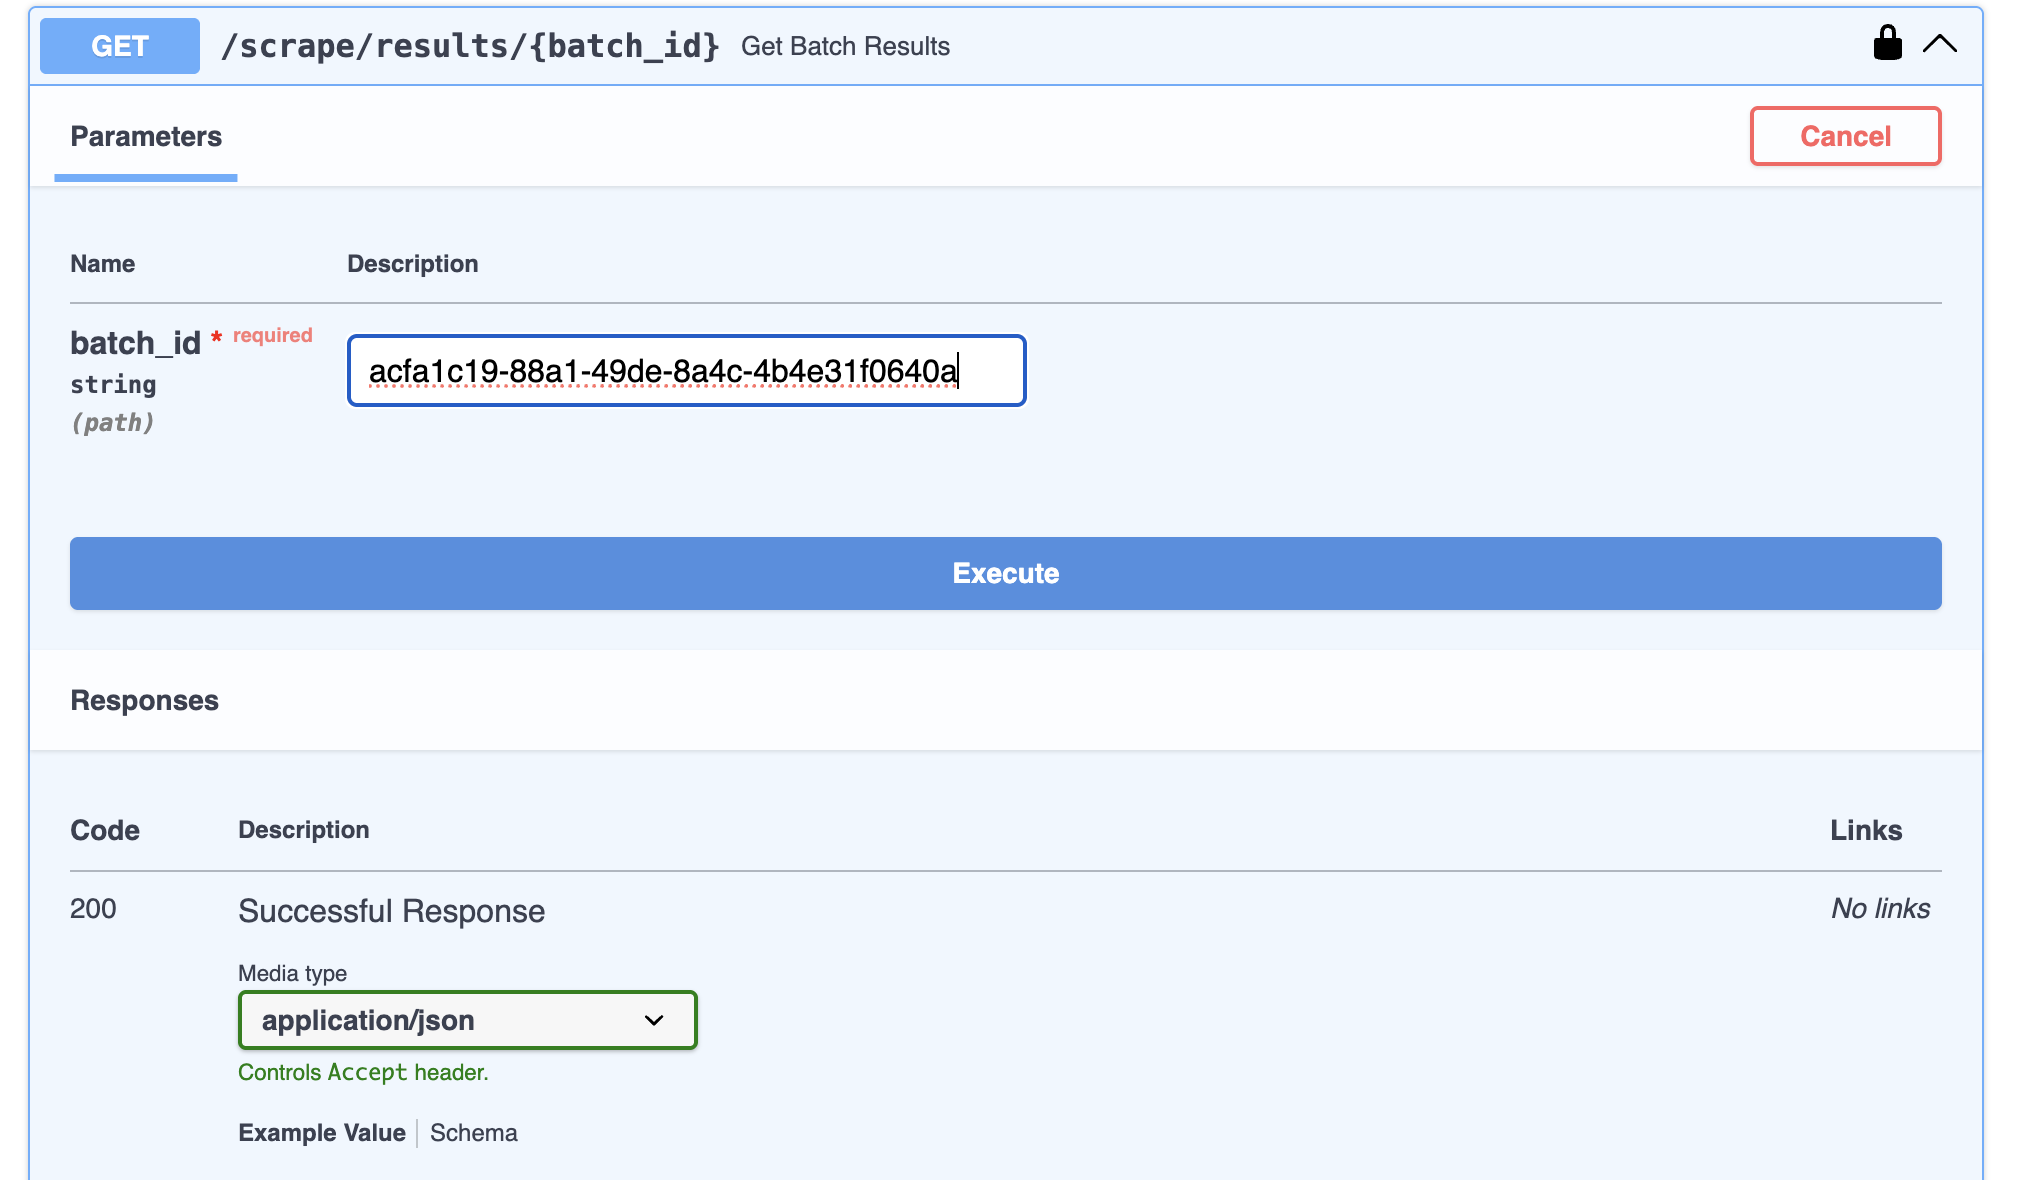 GET /scrape/results/{batch_id} Get Batch Results
Parameters Cancel
Name Description
batch_id * required
string
(path)
acfa1c19-88a1-49de-8a4c-4b4e31f0640a
Execute
Responses
Code Description Links
200 Successful Response No links
Media type
application/json
Controls Accept header.
Example Value Schema